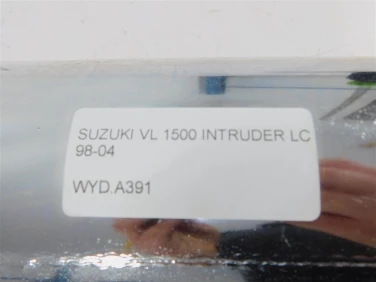 SUZUKI VL 1500 INTRUDER LC
98-04
WYD.A391